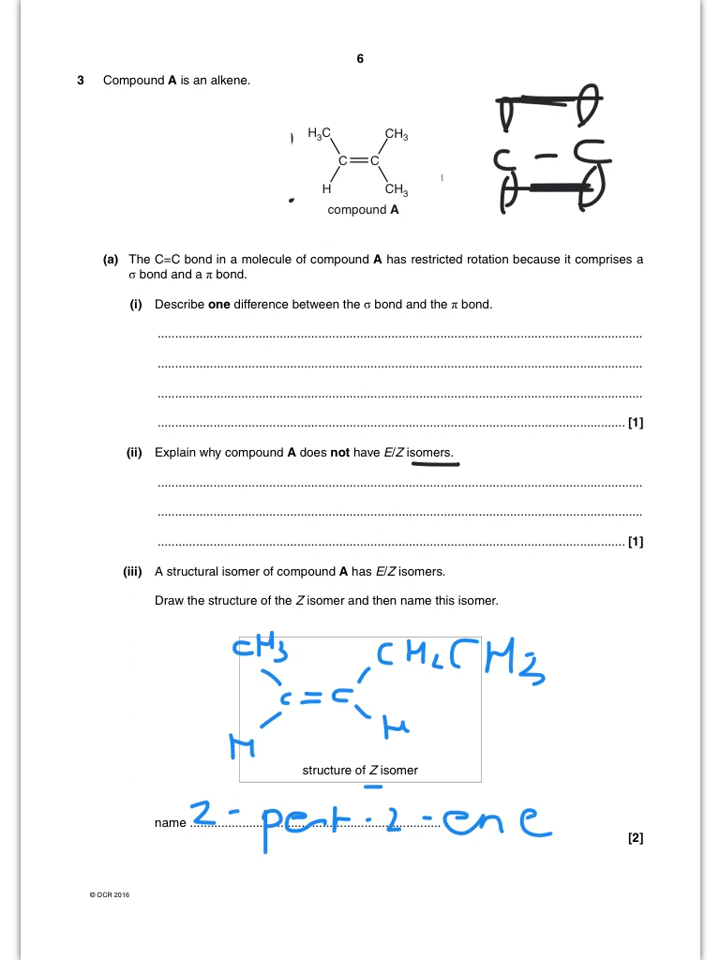 6
3 Compound A is an alkene.
H3C CH3
C=C
H CH3
compound A
C - C
(a) The C=C bond in a molecule of compound A has restricted rotation because it comprises a
σ bond and a π bond.
(i) Describe one difference between the σ bond and the π bond.
[1]
(ii) Explain why compound A does not have E/Z isomers.
[1]
(iii) A structural isomer of compound A has E/Z isomers.
Draw the structure of the Z isomer and then name this isomer.
CH3 CH2CH3
C=C
H H
structure of Z isomer
name Z-pent-2-ene
[2]
© OCR 2016